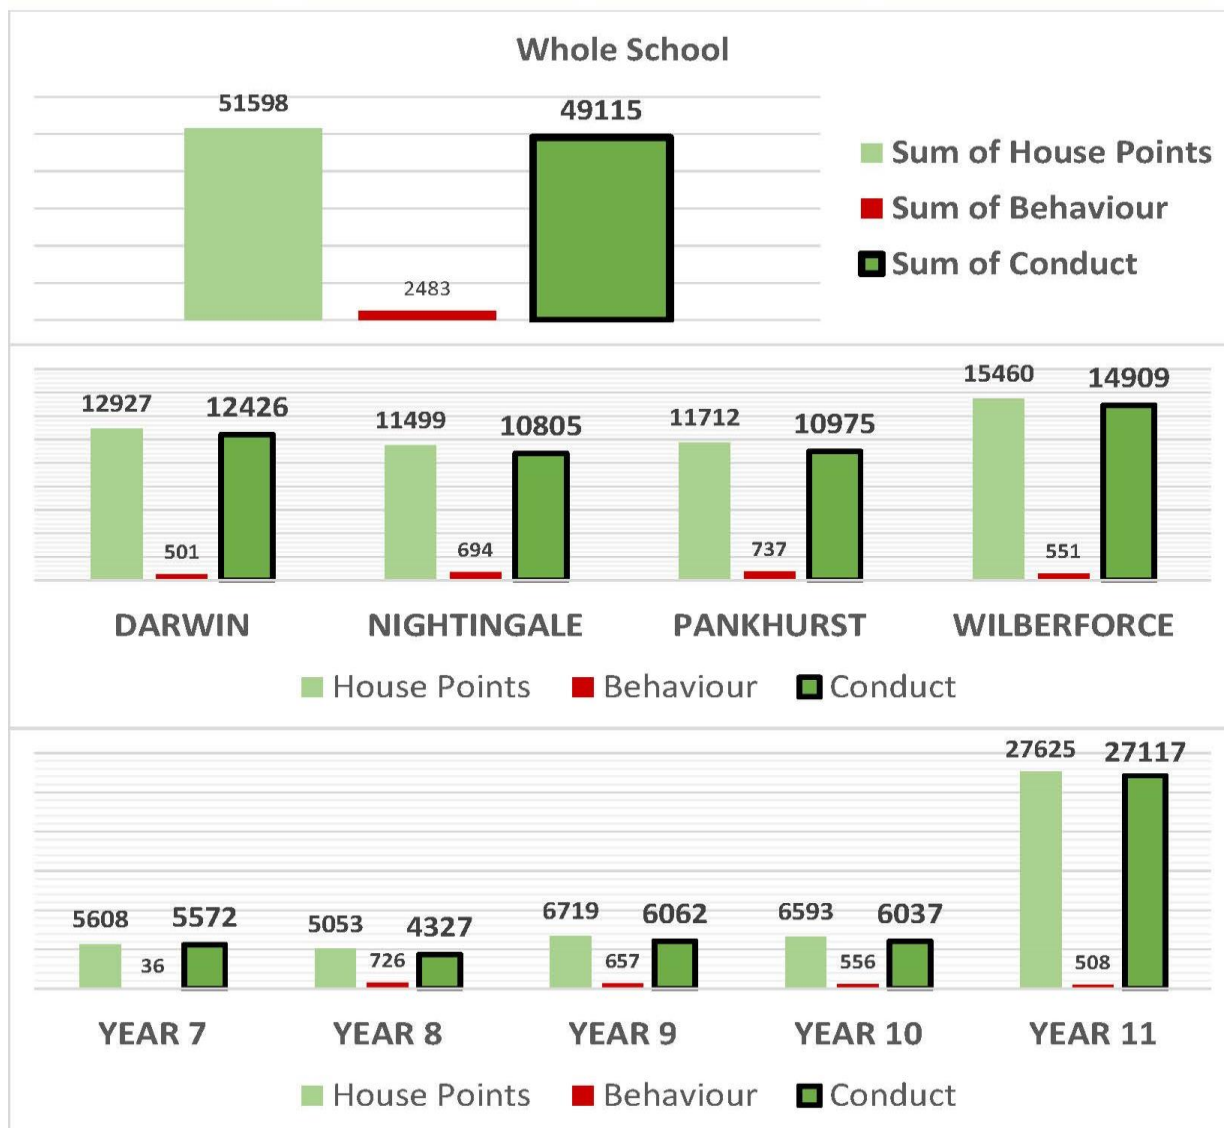 Whole School
51598
2483
49115
Sum of House Points
Sum of Behaviour
Sum of Conduct
12927 501 12426 11499 694 10805 11712 737 10975 15460 551 14909
DARWIN NIGHTINGALE PANKHURST WILBERFORCE
House Points Behaviour Conduct
5608 36 5572 5053 726 4327 6719 657 6062 6593 556 6037 27625 508 27117
YEAR 7 YEAR 8 YEAR 9 YEAR 10 YEAR 11
House Points Behaviour Conduct